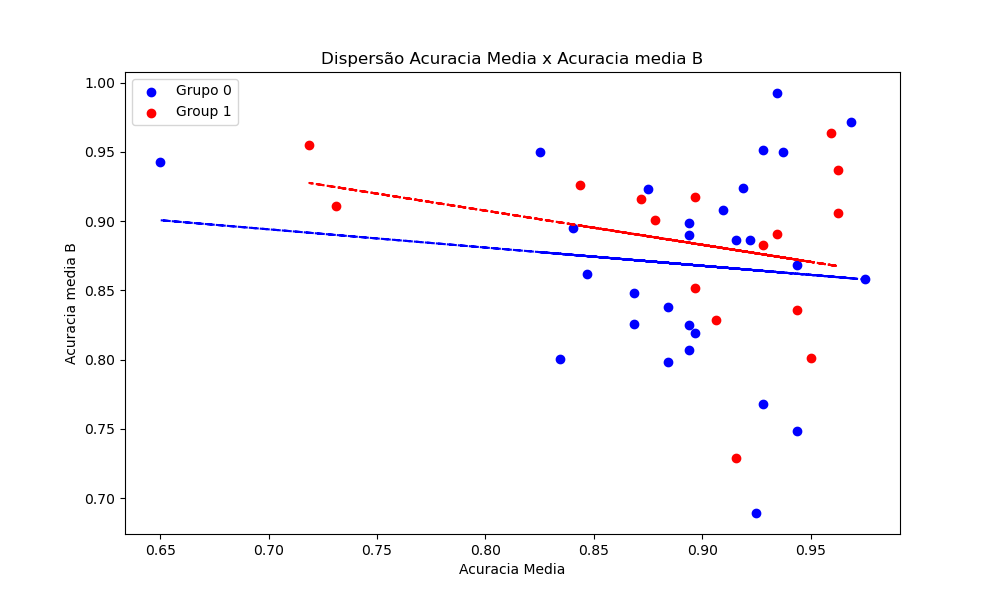 Dispersão Acuracia Media x Acuracia media B
Grupo 0
Group 1
Acuracia media B
1.00
0.95
0.90
0.85
0.80
0.75
0.70
0.65 0.70 0.75 0.80 0.85 0.90 0.95
Acuracia Media